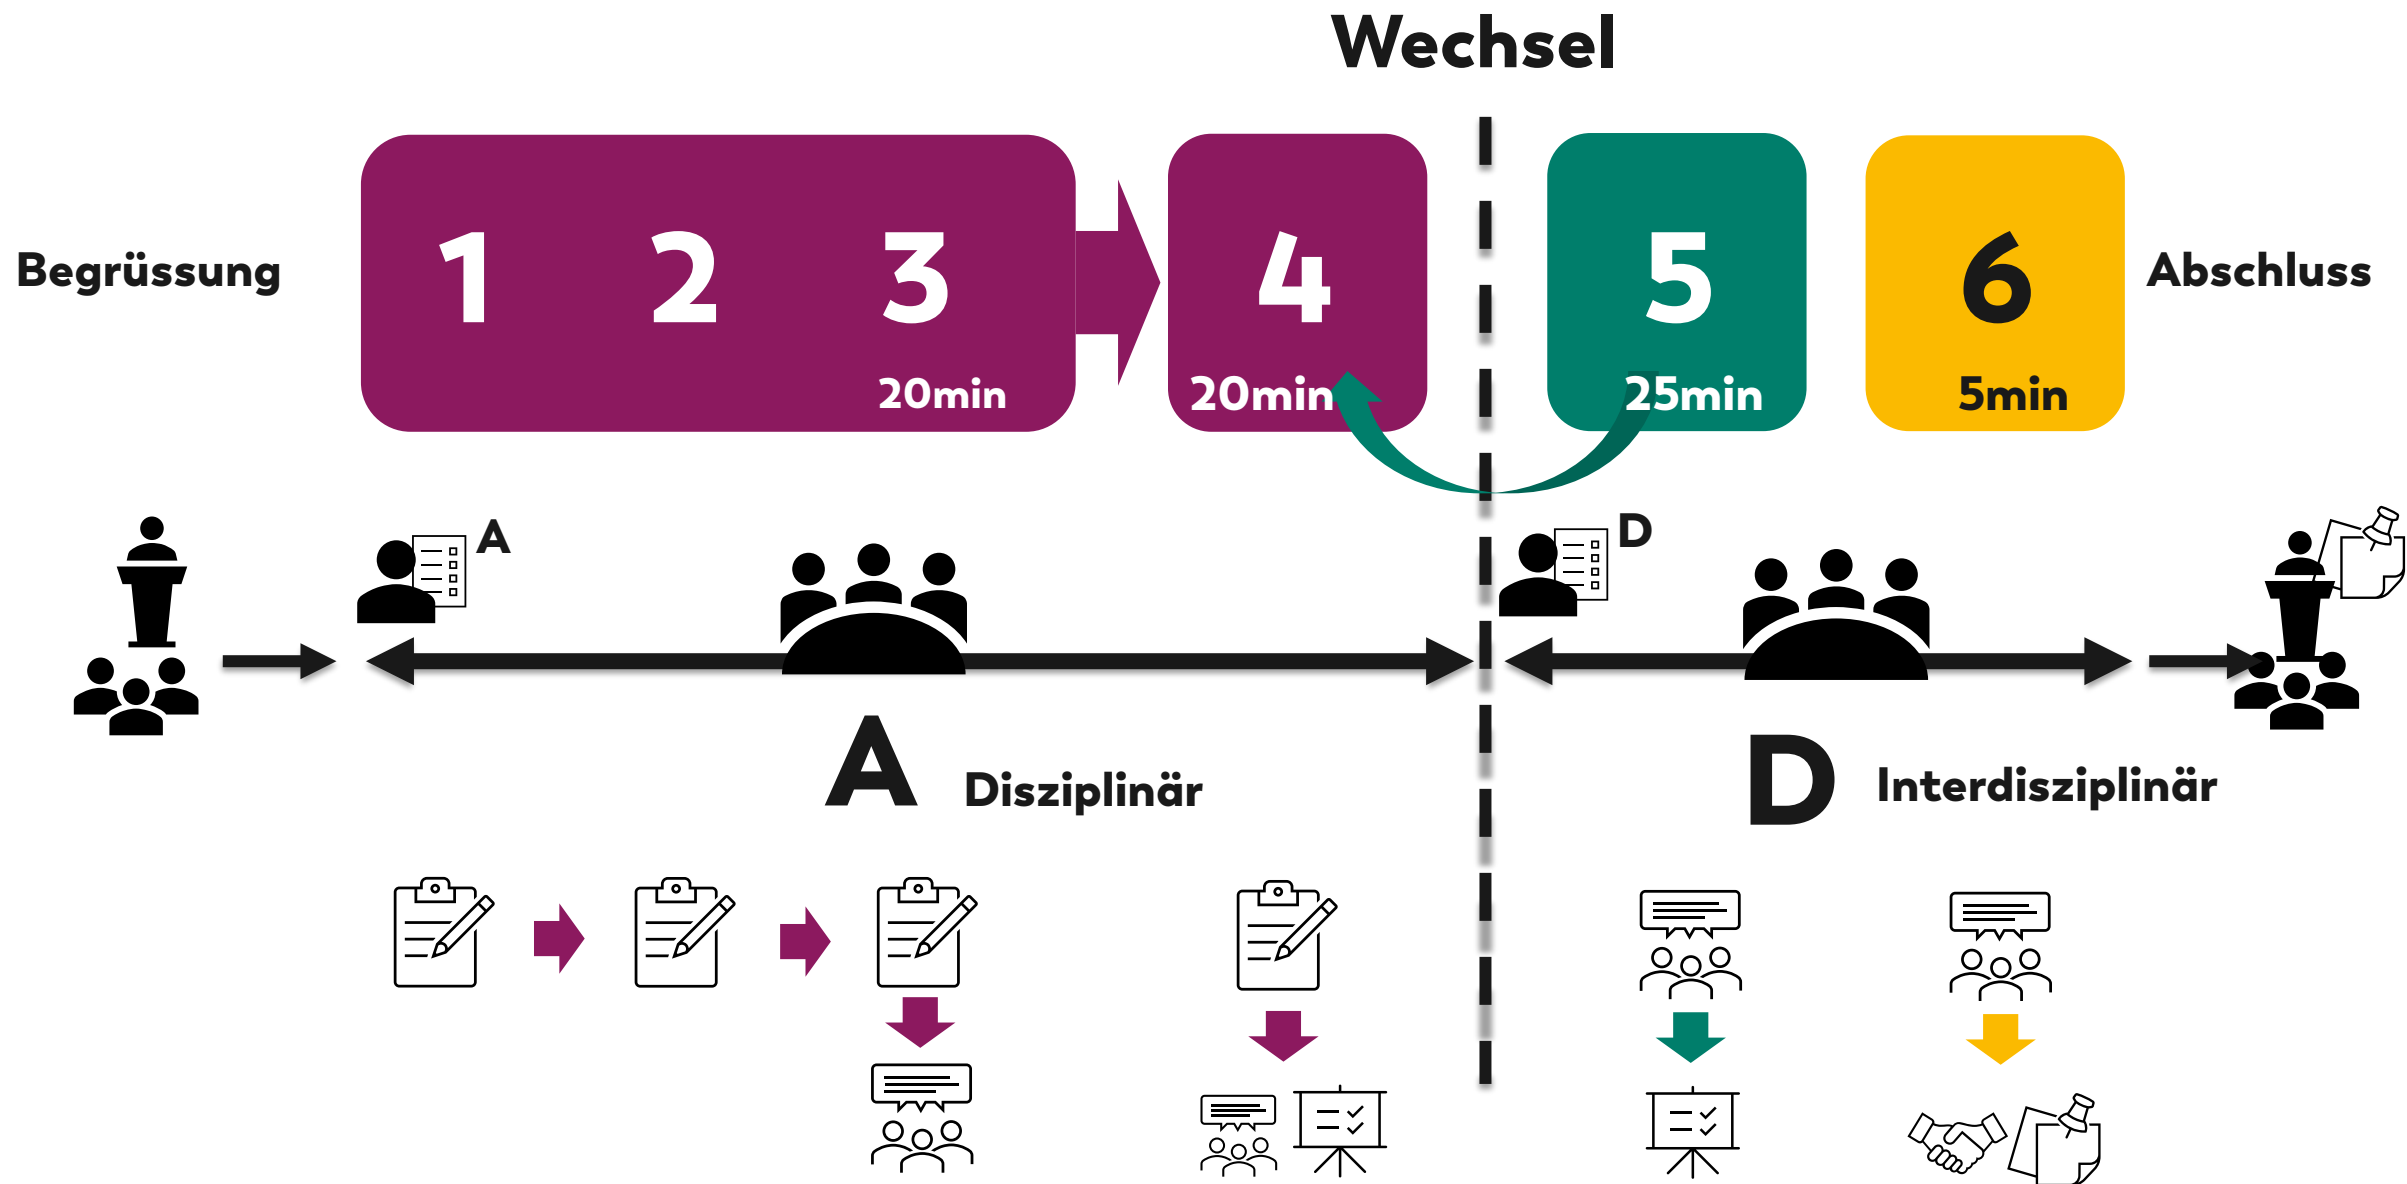 Wechsel
Begrüssung
1 2 3
20min
4
20min
5
25min
6
5min
Abschluss
A
D
A Disziplinär
D Interdisziplinär